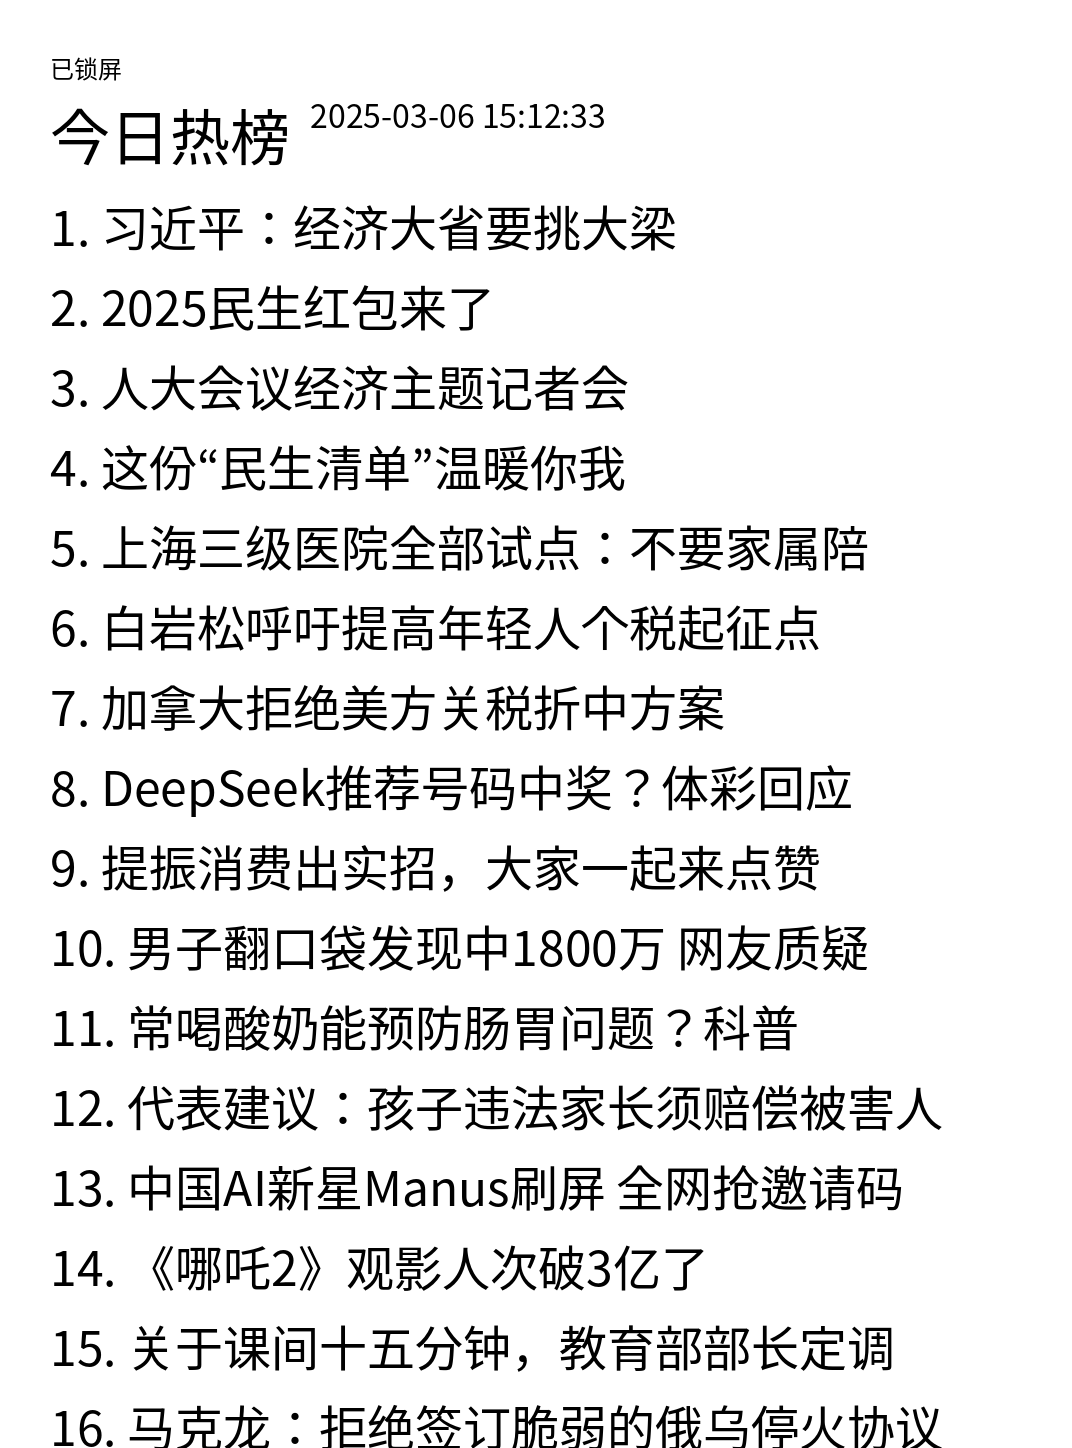 已锁屏
今日热榜 2025-03-06 15:12:33
1. 习近平：经济大省要挑大梁
2. 2025民生红包来了
3. 人大会议经济主题记者会
4. 这份“民生清单”温暖你我
5. 上海三级医院全部试点：不要家属陪
6. 白岩松呼吁提高年轻人个税起征点
7. 加拿大拒绝美方关税折中方案
8. DeepSeek推荐号码中奖？体彩回应
9. 提振消费出实招，大家一起来点赞
10. 男子翻口袋发现中1800万 网友质疑
11. 常喝酸奶能预防肠胃问题？科普
12. 代表建议：孩子违法家长须赔偿被害人
13. 中国AI新星Manus刷屏 全网抢邀请码
14. 《哪吒2》观影人次破3亿了
15. 关于课间十五分钟，教育部部长定调
16. 马克龙：拒绝签订脆弱的俄乌停火协议